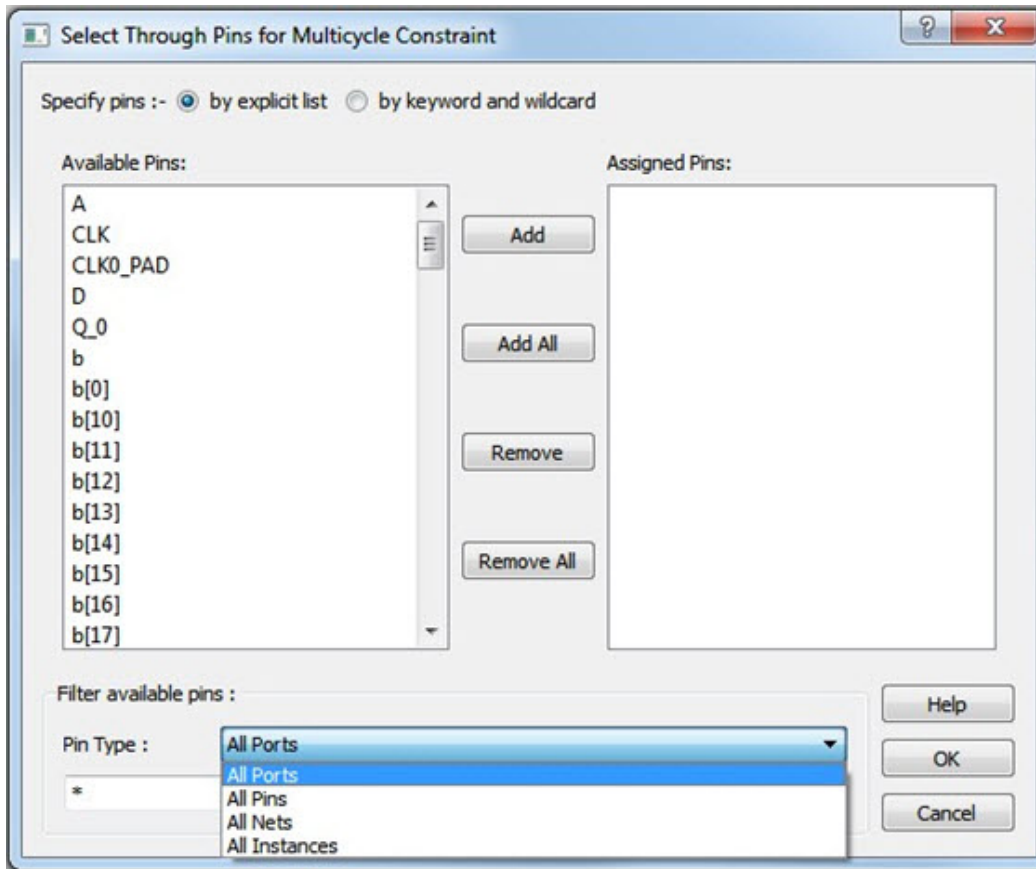 Select Through Pins for Multicycle Constraint
Specify pins :- by explicit list by keyword and wildcard
Available Pins:
A
CLK
CLK0_PAD
D
Q_0
b
b[0]
b[10]
b[11]
b[12]
b[13]
b[14]
b[15]
b[16]
b[17]
Add
Add All
Remove
Remove All
Assigned Pins:
Filter available pins :
Pin Type : All Ports
*
All Ports
All Pins
All Nets
All Instances
Help
OK
Cancel